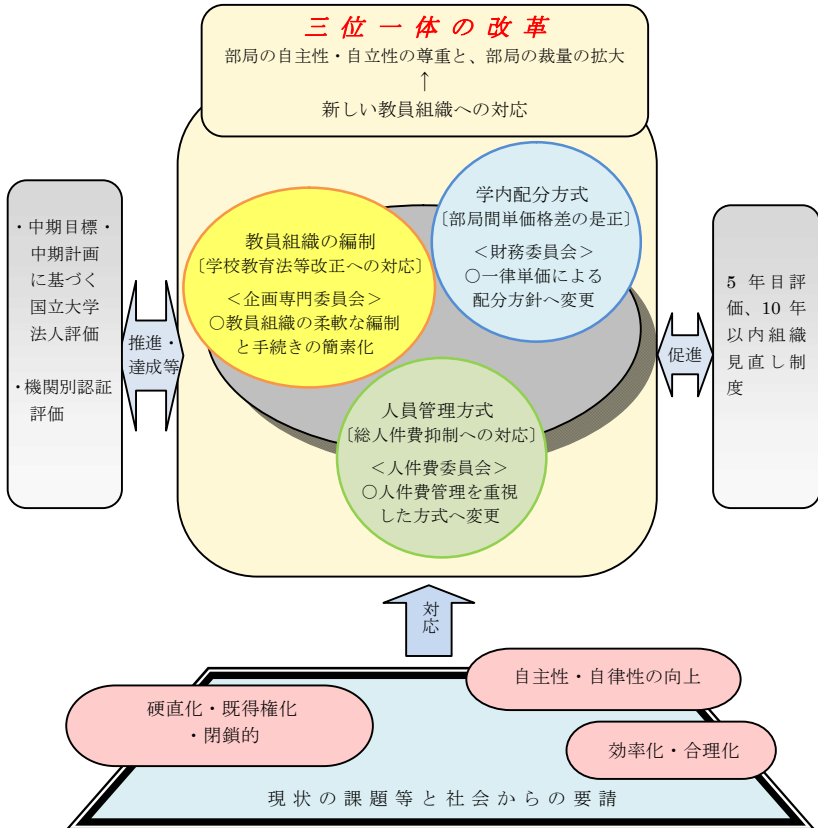 三位一体の改革
部局の自主性・自立性の尊重と、部局の裁量の拡大
↑
新しい教員組織への対応
・中期目標・
中期計画
に基づく
国立大学
法人評価
・機関別認証
評価
推進・
達成等
教員組織の編制
〔学校教育法等改正への対応〕
＜企画専門委員会＞
○教員組織の柔軟な編制
と手続きの簡素化
学内配分方式
〔部局間単価格差の是正〕
＜財務委員会＞
○一律単価による
配分方針へ変更
人員管理方式
〔総人件費抑制への対応〕
＜人件費委員会＞
○人件費管理を重視
した方式へ変更
促進
5 年目評
価、10 年
以内組織
見直し制
度
対応
硬直化・既得権化
・閉鎖的
自主性・自律性の向上
効率化・合理化
現状の課題等と社会からの要請